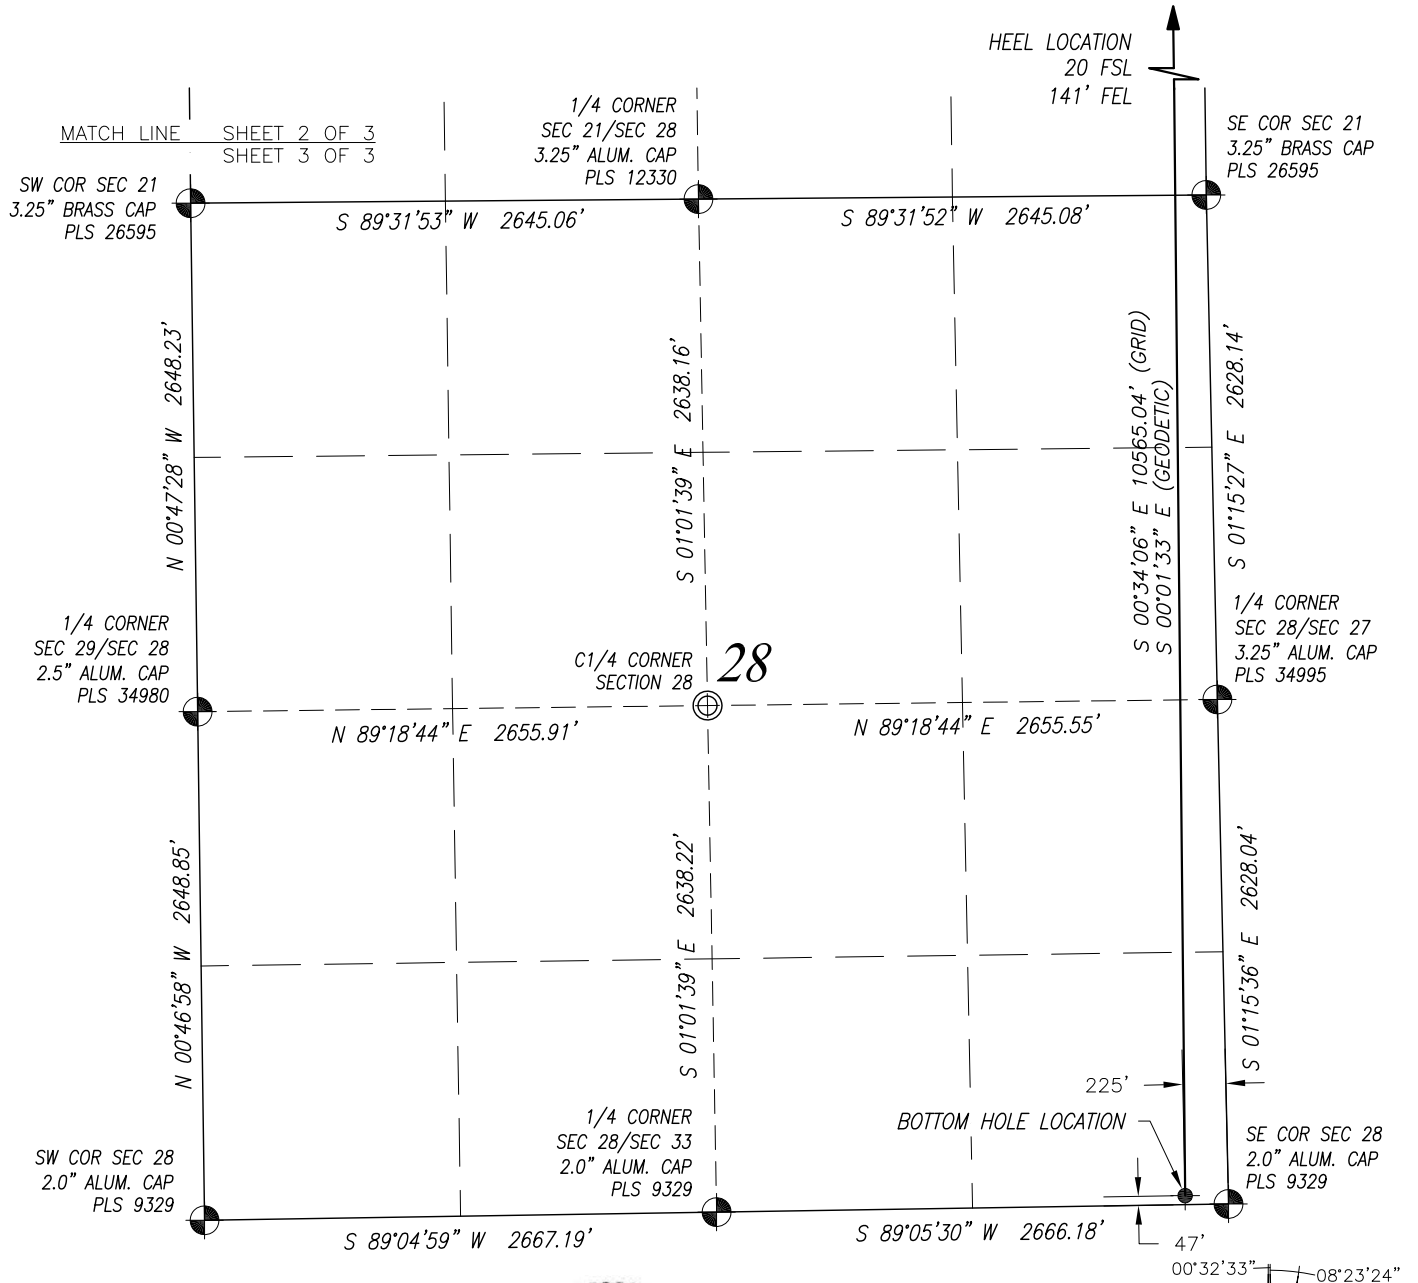 HEEL LOCATION
20 FSL
141' FEL
MATCH LINE SHEET 2 OF 3
SHEET 3 OF 3
1/4 CORNER
SEC 21/SEC 28
3.25" ALUM. CAP
PLS 12330
SE COR SEC 21
3.25" BRASS CAP
PLS 26595
SW COR SEC 21
3.25" BRASS CAP
PLS 26595
S 89°31'53" W 2645.06'
S 89°31'52" W 2645.08'
N 00°47'28" W 2648.23'
S 01°01'39" E 2638.16'
S 00°34'06" E 10565.04' (GRID)
S 00°01'33" E (GEODETIC)
S 01°15'27" E 2628.14'
1/4 CORNER
SEC 29/SEC 28
2.5" ALUM. CAP
PLS 34980
C1/4 CORNER
SECTION 28
28
1/4 CORNER
SEC 28/SEC 27
3.25" ALUM. CAP
PLS 34995
N 89°18'44" E 2655.91'
N 89°18'44" E 2655.55'
N 00°46'58" W 2648.85'
S 01°01'39" E 2638.22'
S 01°15'36" E 2628.04'
225'
BOTTOM HOLE LOCATION
SW COR SEC 28
2.0" ALUM. CAP
PLS 9329
1/4 CORNER
SEC 28/SEC 33
2.0" ALUM. CAP
PLS 9329
SE COR SEC 28
2.0" ALUM. CAP
PLS 9329
S 89°04'59" W 2667.19'
S 89°05'30" W 2666.18'
47'
00°32'33"
08°23'24"